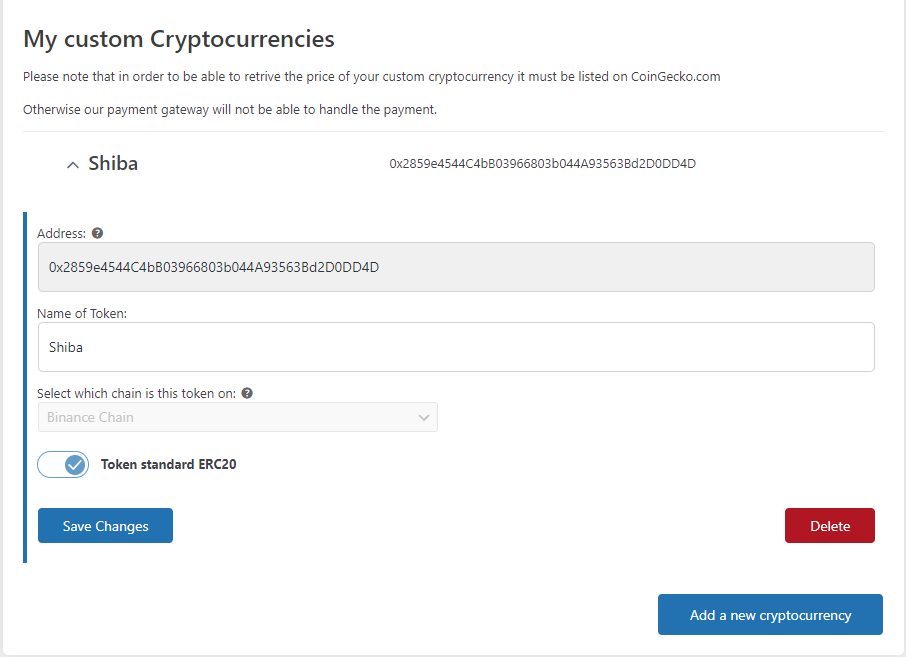 My custom Cryptocurrencies
Please note that in order to be able to retrive the price of your custom cryptocurrency it must be listed on CoinGecko.com
Otherwise our payment gateway will not be able to handle the payment.
Shiba 0x2859e4544C4bB03966803b044A93563Bd2D0DD4D
Address:
0x2859e4544C4bB03966803b044A93563Bd2D0DD4D
Name of Token:
Shiba
Select which chain is this token on:
Binance Chain
Token standard ERC20
Save Changes Delete
Add a new cryptocurrency